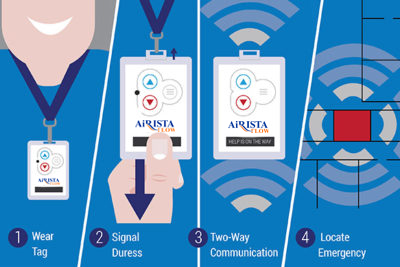 AiRISTA
FLOW
AiRISTA
FLOW
AiRISTA
FLOW
HELP IS ON THE WAY
1 Wear
Tag
2 Signal
Duress
3 Two-Way
Communication
4 Locate
Emergency